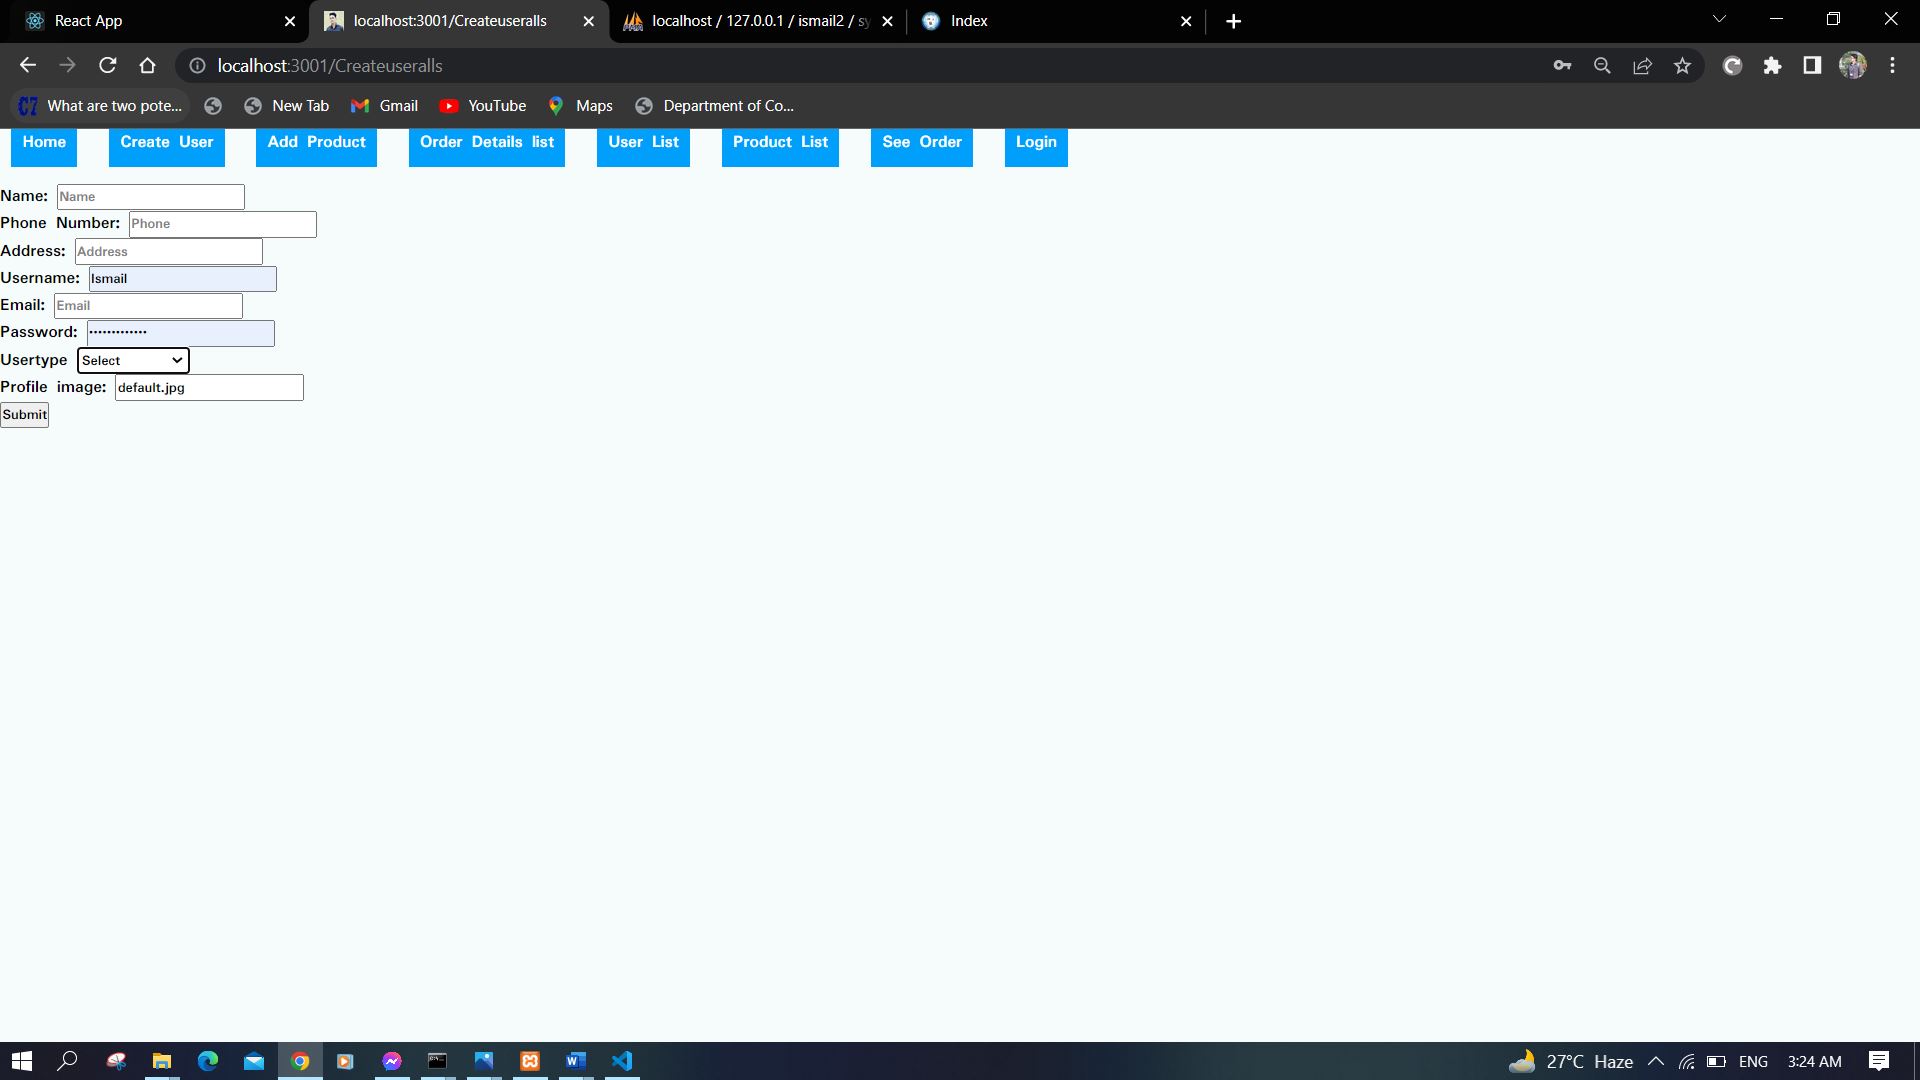 React App
localhost:3001/Createuseralls
localhost / 127.0.0.1 / ismail2 / sy
Index
localhost:3001/Createuseralls
C7 What are two pote...
New Tab
Gmail
YouTube
Maps
Department of Co...
Home Create User Add Product Order Details list User List Product List See Order Login
Name: Name
Phone Number: Phone
Address: Address
Username: Ismail
Email: Email
Password: •••••••••••••
Usertype Select
Profile image: default.jpg
Submit
27°C Haze ENG 3:24 AM